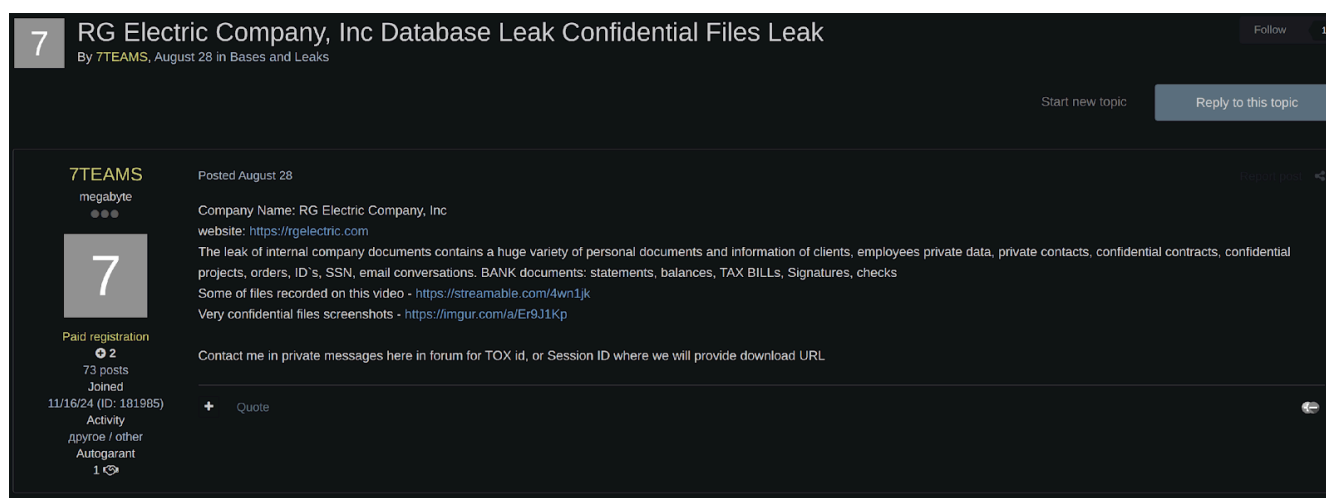 7
RG Electric Company, Inc Database Leak Confidential Files Leak
By 7TEAMS, August 28 in Bases and Leaks
Follow
1
Start new topic
Reply to this topic
7TEAMS
megabyte
7
Paid registration
2
73 posts
Joined
11/16/24 (ID: 181985)
Activity
другое / other
Autogarant
1
Posted August 28
Report post
Company Name: RG Electric Company, Inc
website: https://rgelectric.com
The leak of internal company documents contains a huge variety of personal documents and information of clients, employees private data, private contacts, confidential contracts, confidential
projects, orders, ID`s, SSN, email conversations. BANK documents: statements, balances, TAX BILLs, Signatures, checks
Some of files recorded on this video - https://streamable.com/4wn1jk
Very confidential files screenshots - https://imgur.com/a/Er9J1Kp
Contact me in private messages here in forum for TOX id, or Session ID where we will provide download URL
+ Quote